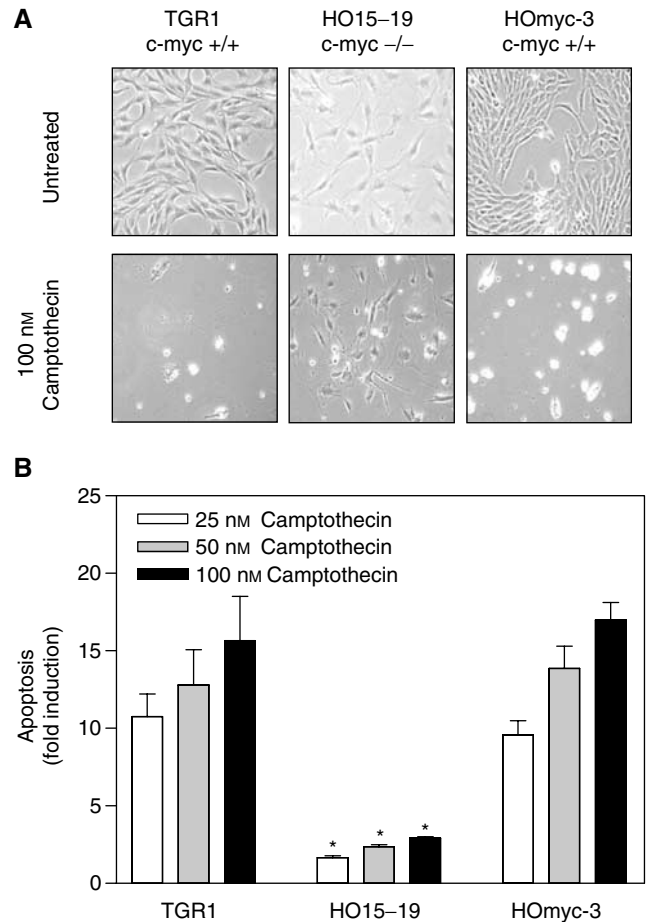 A
TGR1
c-myc +/+
HO15–19
c-myc –/–
HOmyc-3
c-myc +/+
Untreated
100 nM
Camptothecin
B
25
20
15
10
5
0
Apoptosis
(fold induction)
25 nM Camptothecin
50 nM Camptothecin
100 nM Camptothecin
*
*
*
TGR1
HO15–19
HOmyc-3